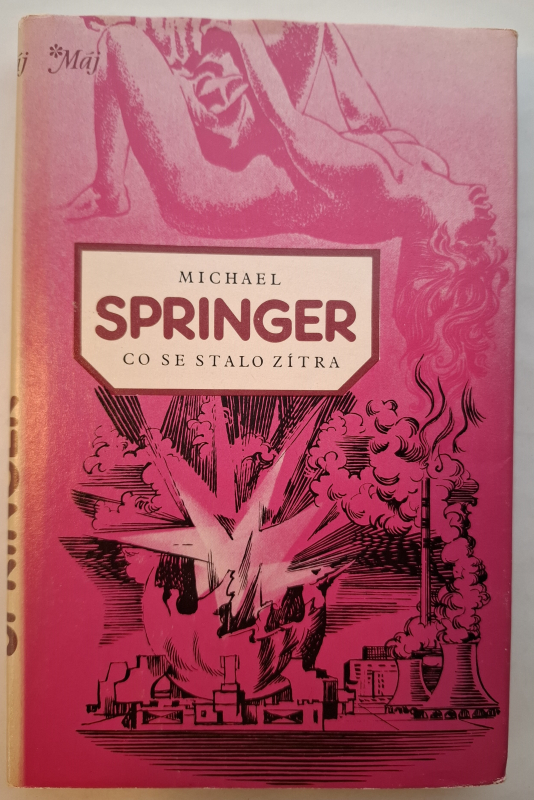 *Máj
MICHAEL
SPRINGER
CO SE STALO ZÍTRA